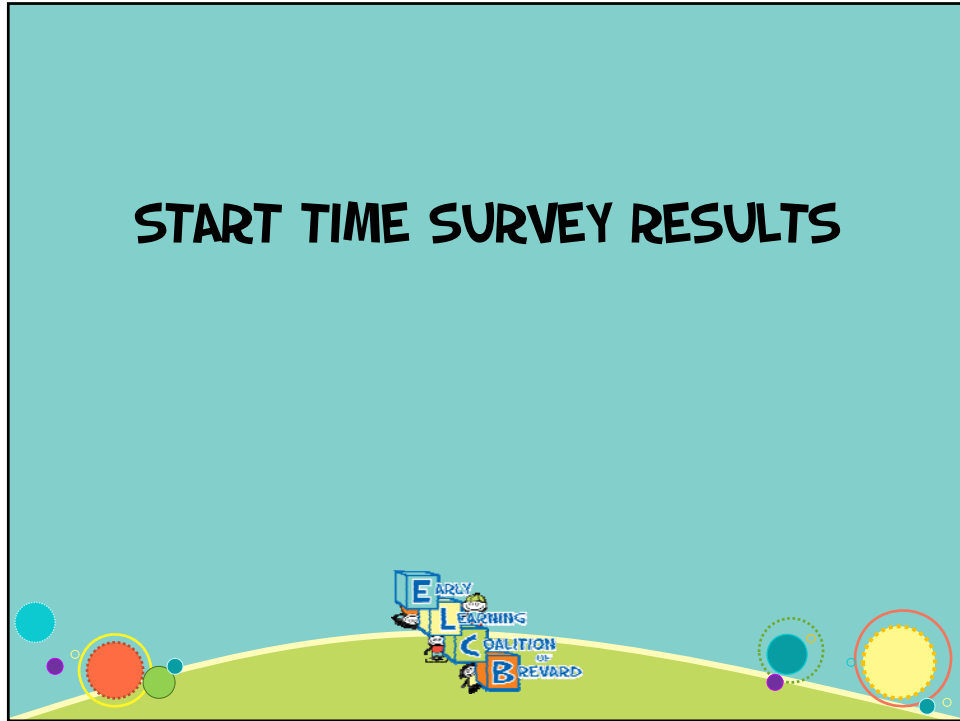 START TIME SURVEY RESULTS
EARLY
LEARNING
COALITION
OF
BREVARD